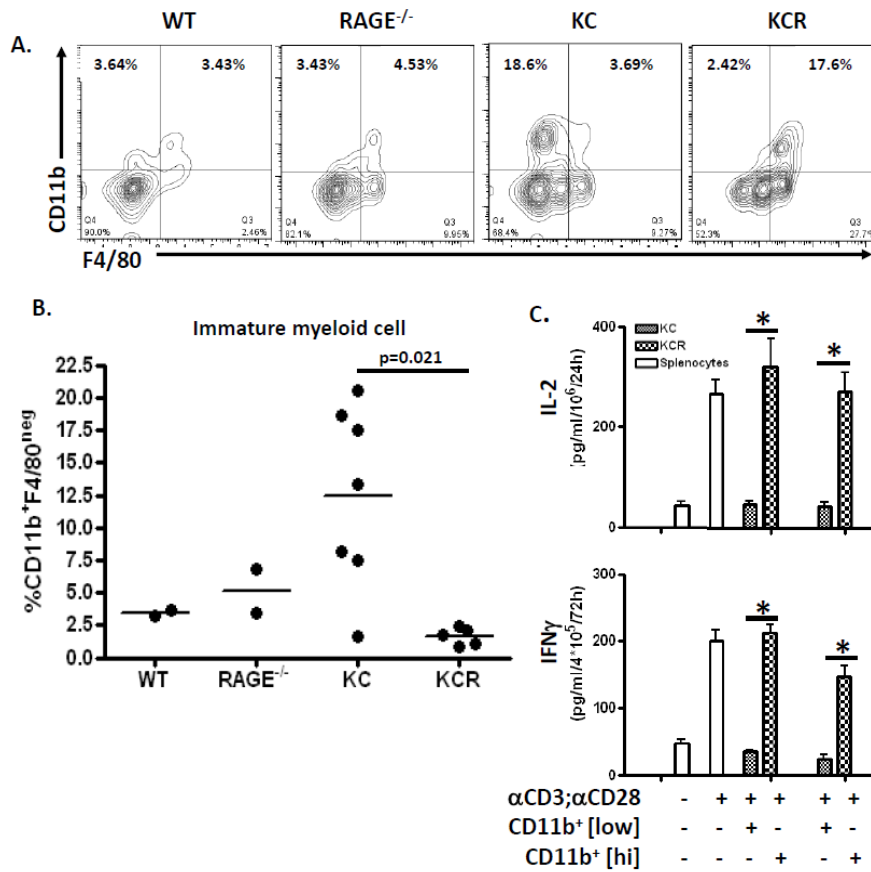 A.
WT RAGE-/- KC KCR
3.64% 3.43% 3.43% 4.53% 18.6% 3.69% 2.42% 17.6%
CD11b
Q4 Q3 Q4 Q3 Q4 Q3 Q4 Q3
90.0% 2.46% 82.1% 9.95% 68.4% 9.27% 52.3% 27.7%
F4/80
B.
Immature myeloid cell
p=0.021
%CD11b+F4/80neg
22.5
20.0
17.5
15.0
12.5
10.0
7.5
5.0
2.5
0.0
WT RAGE-/- KC KCR
C.
KC
KCR
Splenocytes
* *
IL-2
(pg/ml/10^6/24h)
400
200
0
* *
IFNγ
(pg/ml/4*10^5/72h)
300
200
100
0
αCD3;αCD28 - + + + + +
CD11b+ [low] - - + - + -
CD11b+ [hi] - - - + - +